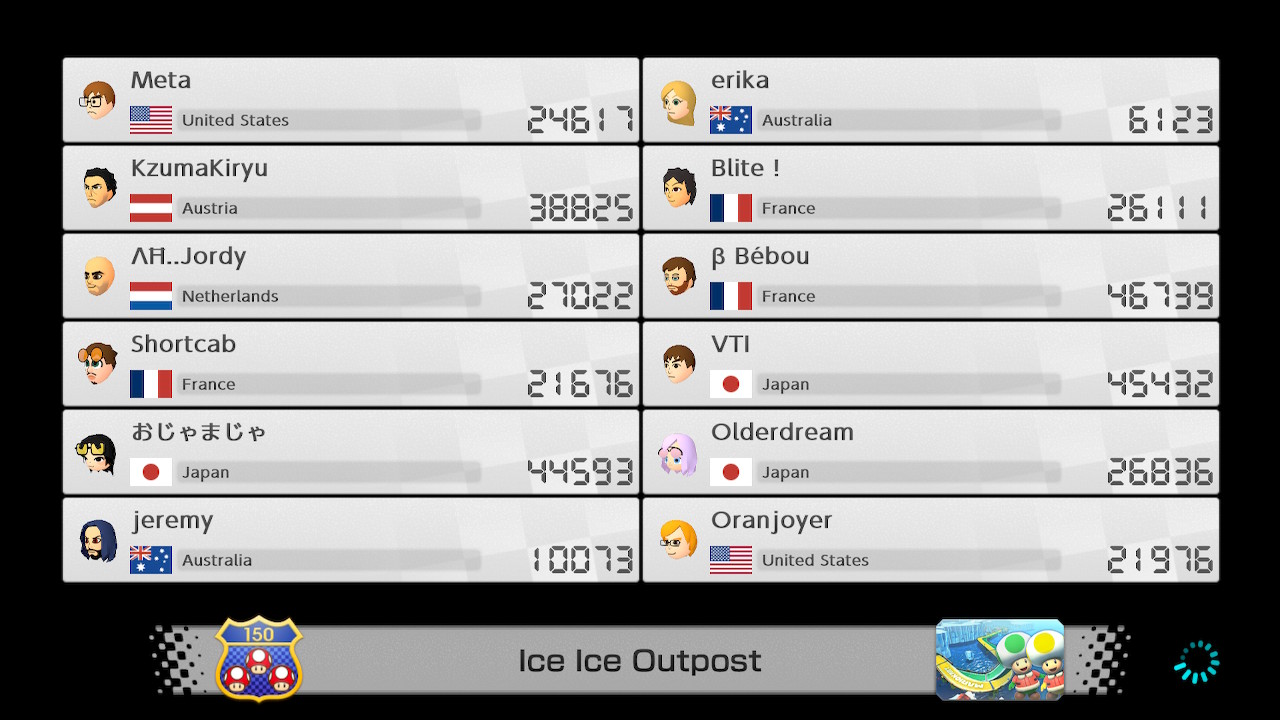 Meta
United States 24617
KzumaKiryu
Austria 38825
ΛĦ..Jordy
Netherlands 27022
Shortcab
France 21676
おじゃまじゃ
Japan 44593
jeremy
Australia 10073
erika
Australia 6123
Blite !
France 26111
β Bébou
France 46739
VTI
Japan 45432
Olderdream
Japan 26836
Oranjoyer
United States 21976
150
Ice Ice Outpost